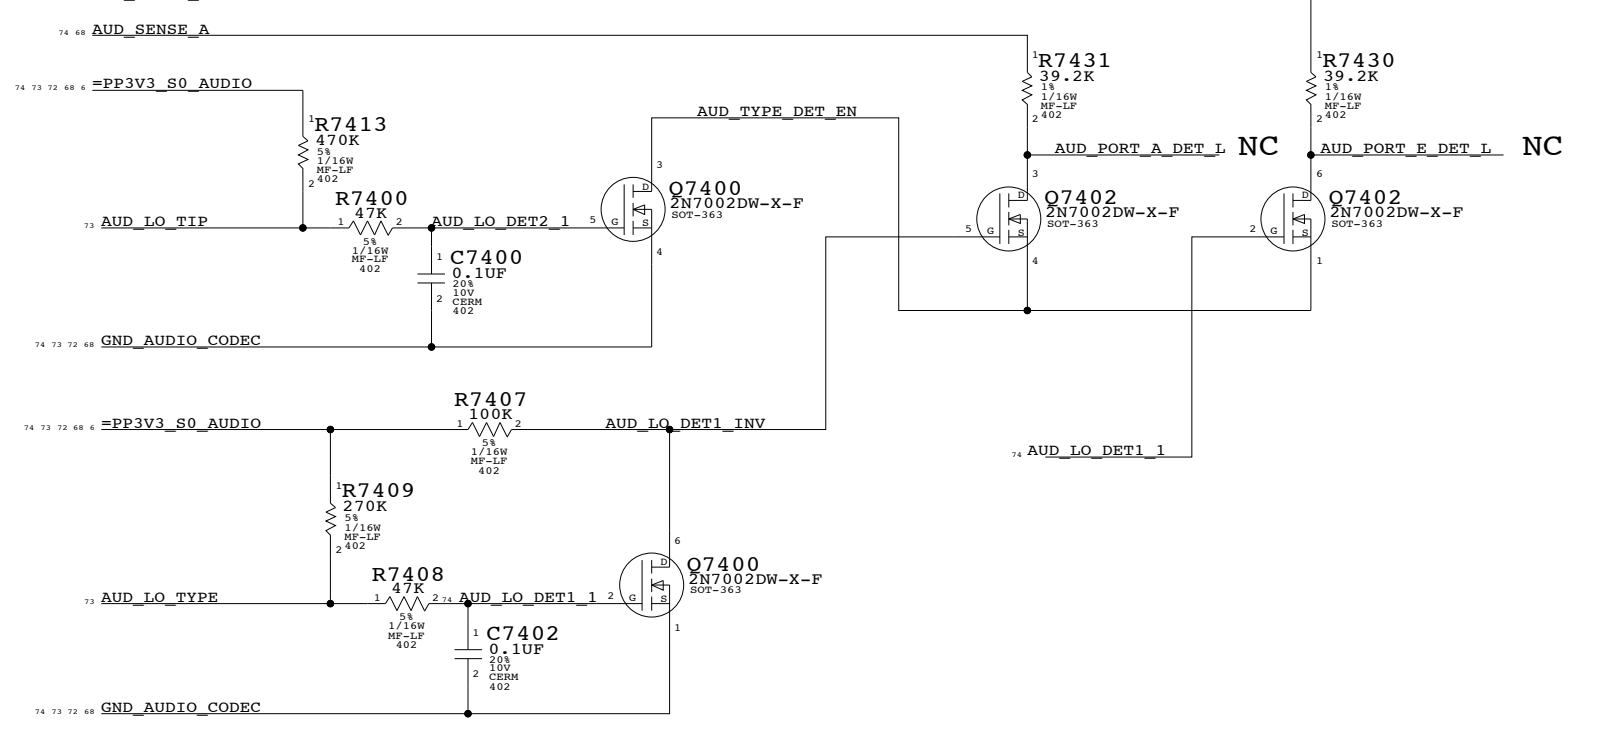 74 68 AUD_SENSE_A
74 73 72 68 6 =PP3V3_S0_AUDIO
1 R7413
470K
5%
1/16W
MF-LF
402
2
73 AUD_LO_TIP
R7400
47K
1 2
5%
1/16W
MF-LF
402
AUD_LO_DET2_1
1 C7400
0.1UF
20%
10V
CERM
402
2
74 73 72 68 GND_AUDIO_CODEC
AUD_TYPE_DET_EN
3
Q7400
2N7002DW-X-F
SOT-363
D
5 G S
4
1 R7431
39.2K
1%
1/16W
MF-LF
402
2
AUD_PORT_A_DET_L NC
3
Q7402
2N7002DW-X-F
SOT-363
D
5 G S
4
1 R7430
39.2K
1%
1/16W
MF-LF
402
2
AUD_PORT_E_DET_L NC
6
Q7402
2N7002DW-X-F
SOT-363
D
2 G S
1
74 73 72 68 6 =PP3V3_S0_AUDIO
R7407
100K
1 2
5%
1/16W
MF-LF
402
AUD_LO_DET1_INV
74 AUD_LO_DET1_1
1 R7409
270K
5%
1/16W
MF-LF
402
2
73 AUD_LO_TYPE
R7408
47K
1 2
5%
1/16W
MF-LF
402
74 AUD_LO_DET1_1
6
Q7400
2N7002DW-X-F
SOT-363
D
2 G S
1
1 C7402
0.1UF
20%
10V
CERM
402
2
74 73 72 68 GND_AUDIO_CODEC